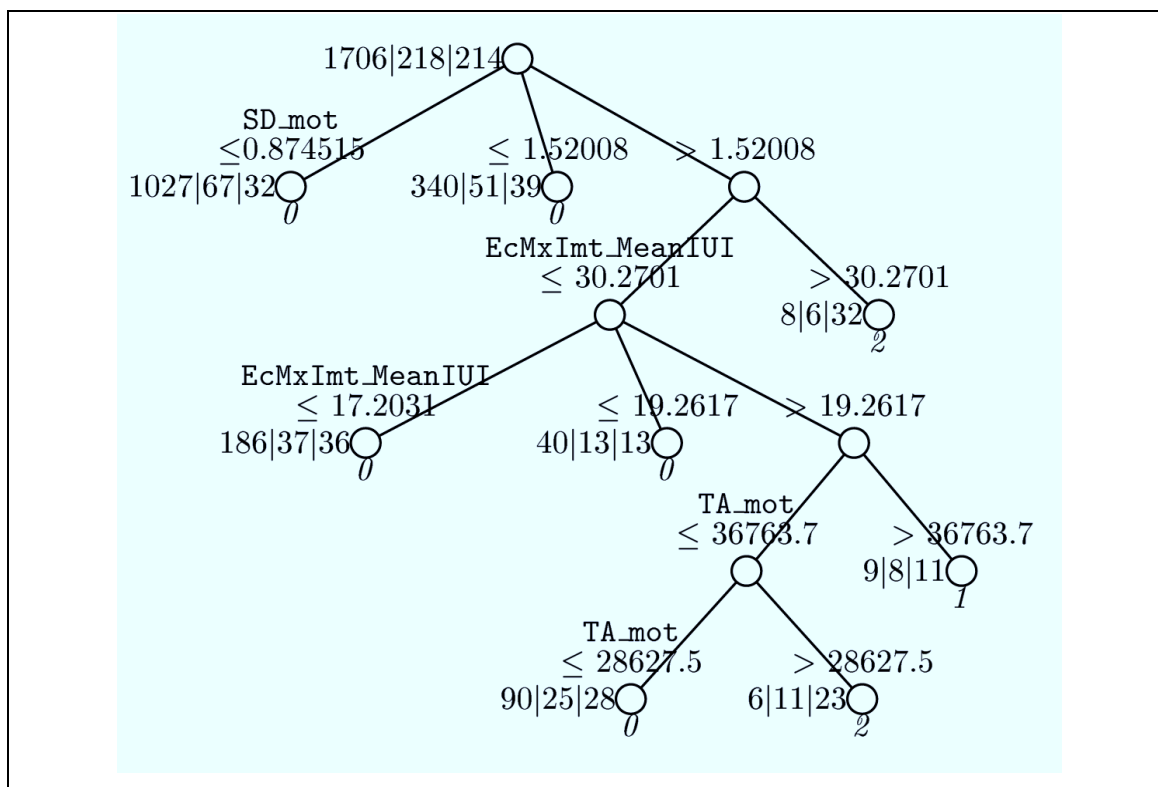 1706|218|214
SD_mot
≤0.874515 ≤ 1.52008 > 1.52008
1027|67|32 340|51|39
0 0
EcMxImt_MeanIUI
≤ 30.2701 > 30.2701
8|6|32
2
EcMxImt_MeanIUI
≤ 17.2031 ≤ 19.2617 > 19.2617
186|37|36 40|13|13
0 0
TA_mot
≤ 36763.7 > 36763.7
9|8|11
1
TA_mot
≤ 28627.5 > 28627.5
90|25|28 6|11|23
0 2